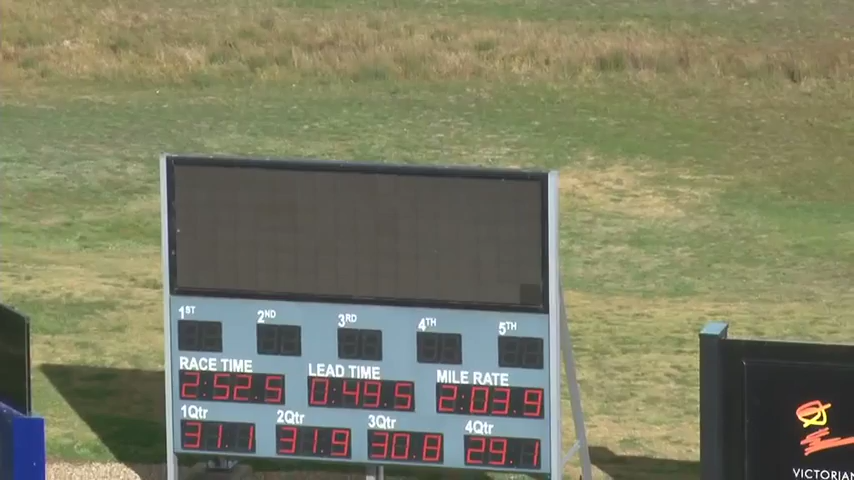 1ST 2ND 3RD 4TH 5TH
RACE TIME LEAD TIME MILE RATE
2:52.5 0:49.5 2:03.9
1Qtr 2Qtr 3Qtr 4Qtr
31.1 31.9 30.8 29.1
VICTORIAN